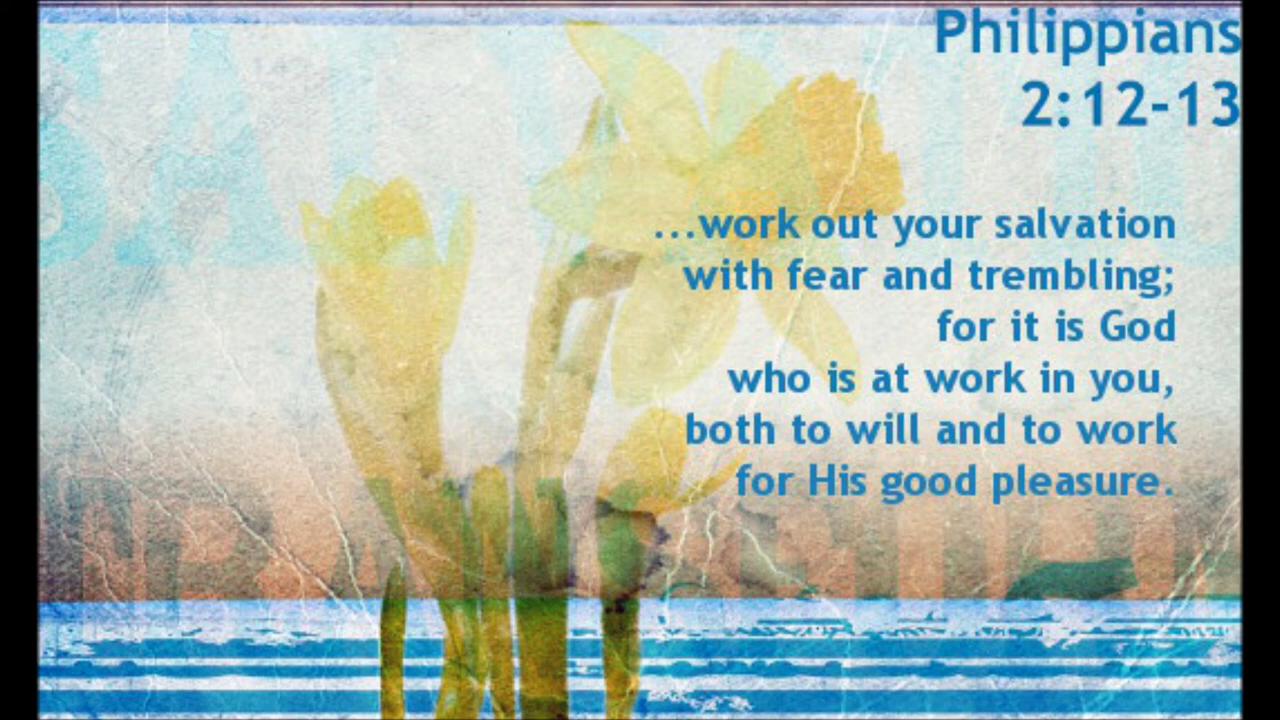 Philippians
2:12-13
...work out your salvation
with fear and trembling;
for it is God
who is at work in you,
both to will and to work
for His good pleasure.